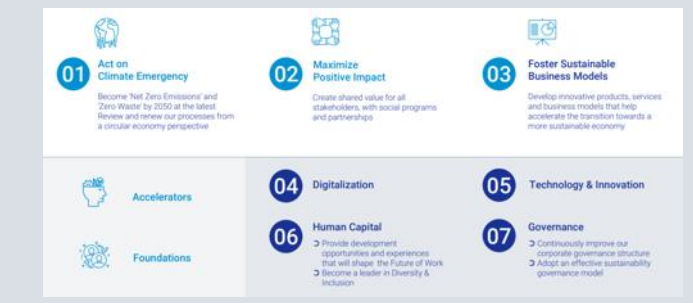 01
Act on
Climate Emergency
Become 'Net Zero Emissions' and
'Zero Waste' by 2050 at the latest
Review and renew our processes from
a circular economy perspective
02
Maximize
Positive Impact
Create shared value for all
stakeholders, with social programs
and partnerships
03
Foster Sustainable
Business Models
Develop innovative products, services
and business models that help
accelerate the transition towards a
more sustainable economy
Accelerators
04
Digitalization
05
Technology & Innovation
Foundations
06
Human Capital
Provide development
opportunities and experiences
that will shape the Future of Work
Become a leader in Diversity &
Inclusion
07
Governance
Continuously improve our
corporate governance structure
Adopt an effective sustainability
governance model